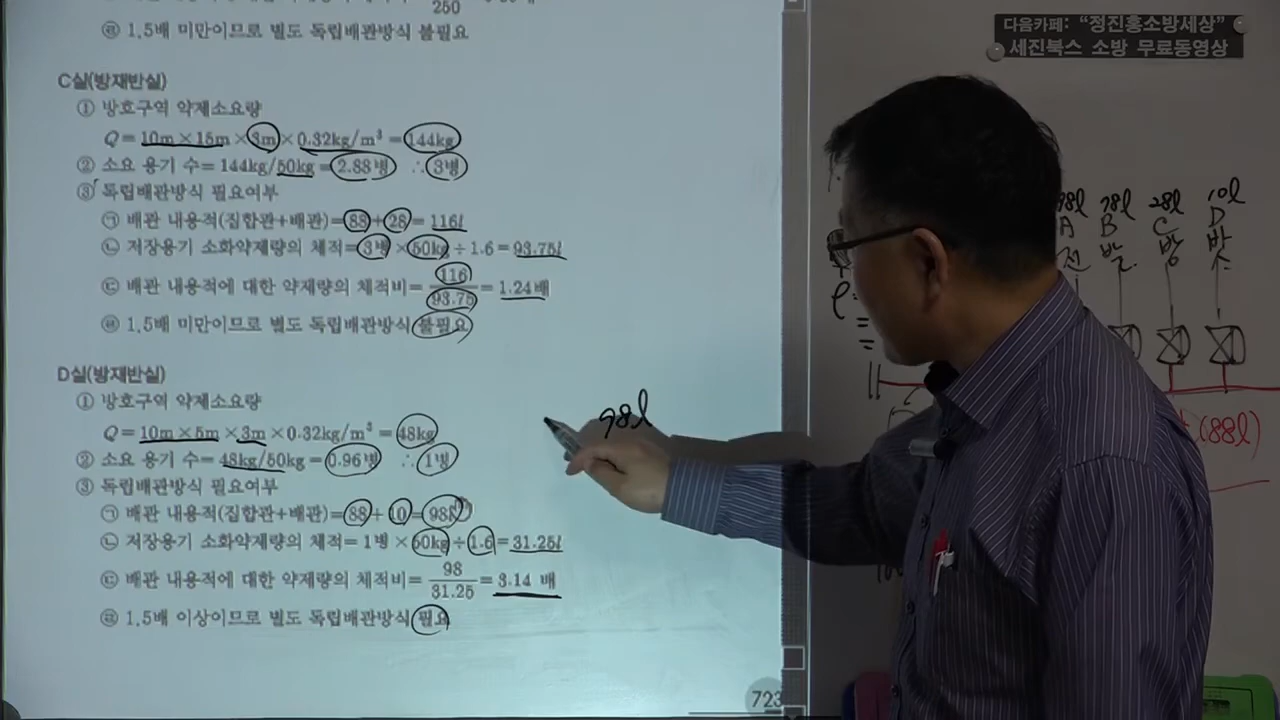 250
㉣ 1.5배 미만이므로 별도 독립배관방식 불필요
C실(방재반실)
① 방호구역 약제소요량
Q = 10m × 15m × 3m × 0.32kg/m³ = 144kg
② 소요 용기 수 = 144kg/50kg = 2.88병 ∴ 3병
③ 독립배관방식 필요여부
㉠ 배관 내용적(집합관+배관) = 88 + 28 = 116l
㉡ 저장용기 소화약제량의 체적 = 3병 × 50kg ÷ 1.6 = 93.75l
㉢ 배관 내용적에 대한 약제량의 체적비 = 116/93.75 = 1.24배
㉣ 1.5배 미만이므로 별도 독립배관방식 불필요
D실(방재반실)
① 방호구역 약제소요량
Q = 10m × 5m × 3m × 0.32kg/m³ = 48kg
② 소요 용기 수 = 48kg/50kg = 0.96병 ∴ 1병
③ 독립배관방식 필요여부
㉠ 배관 내용적(집합관+배관) = 88 + 10 = 98l
㉡ 저장용기 소화약제량의 체적 = 1병 × 50kg ÷ 1.6 = 31.25l
㉢ 배관 내용적에 대한 약제량의 체적비 = 98/31.25 = 3.14 배
㉣ 1.5배 이상이므로 별도 독립배관방식 필요
723
98l
다음카페: "정진홍소방세상"
세진북스 소방 무료동영상
98l 78l 28l 10l
A B C D
전 발 방
(88l)